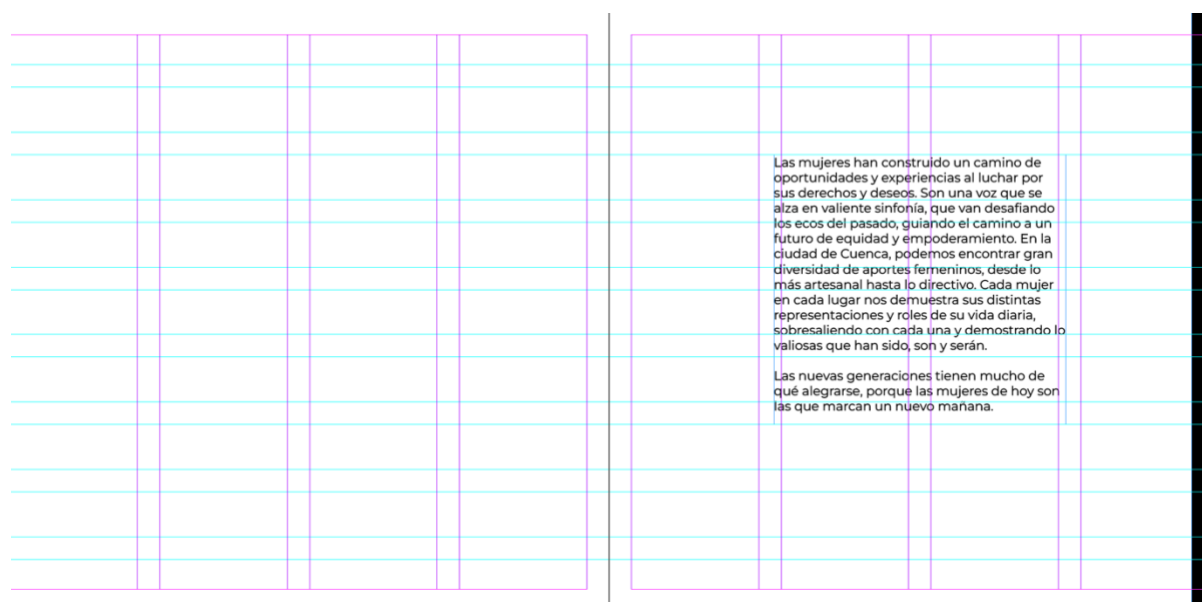 Las mujeres han construido un camino de
oportunidades y experiencias al luchar por
sus derechos y deseos. Son una voz que se
alza en valiente sinfonía, que van desafiando
los ecos del pasado, guiando el camino a un
futuro de equidad y empoderamiento. En la
ciudad de Cuenca, podemos encontrar gran
diversidad de aportes femeninos, desde lo
más artesanal hasta lo directivo. Cada mujer
en cada lugar nos demuestra sus distintas
representaciones y roles de su vida diaria,
sobresaliendo con cada una y demostrando lo
valiosas que han sido, son y serán.
Las nuevas generaciones tienen mucho de
qué alegrarse, porque las mujeres de hoy son
las que marcan un nuevo mañana.